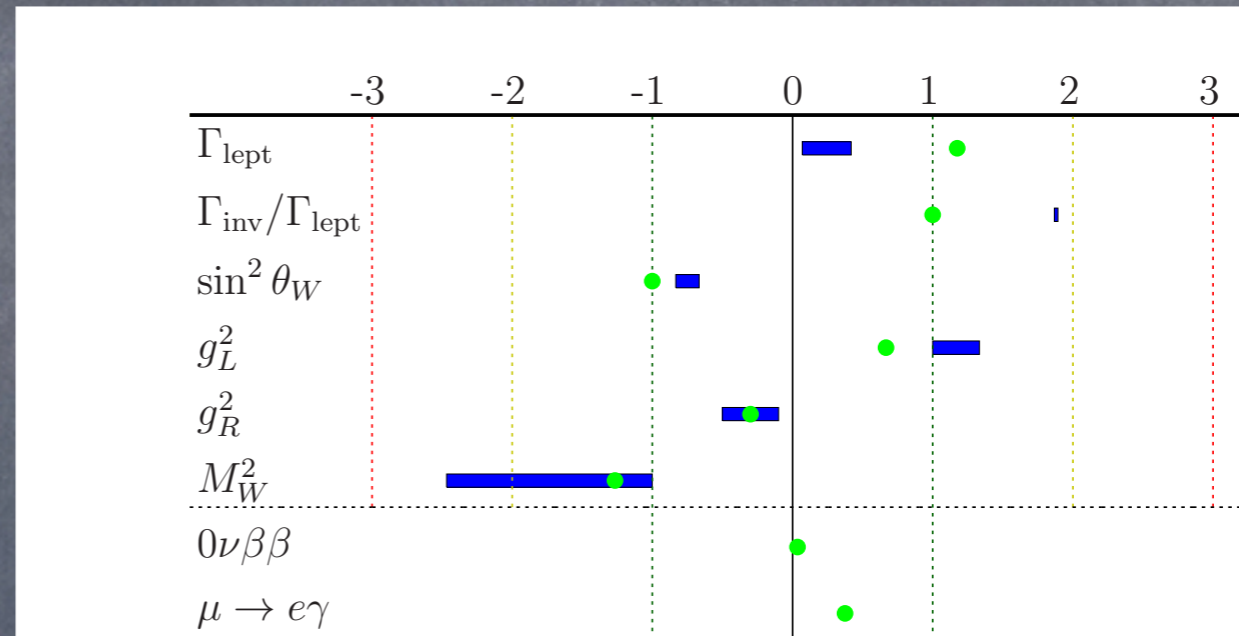 -3 -2 -1 0 1 2 3
Γ_lept
Γ_inv/Γ_lept
sin² θ_W
g_L²
g_R²
M_W²
0νββ
μ → eγ